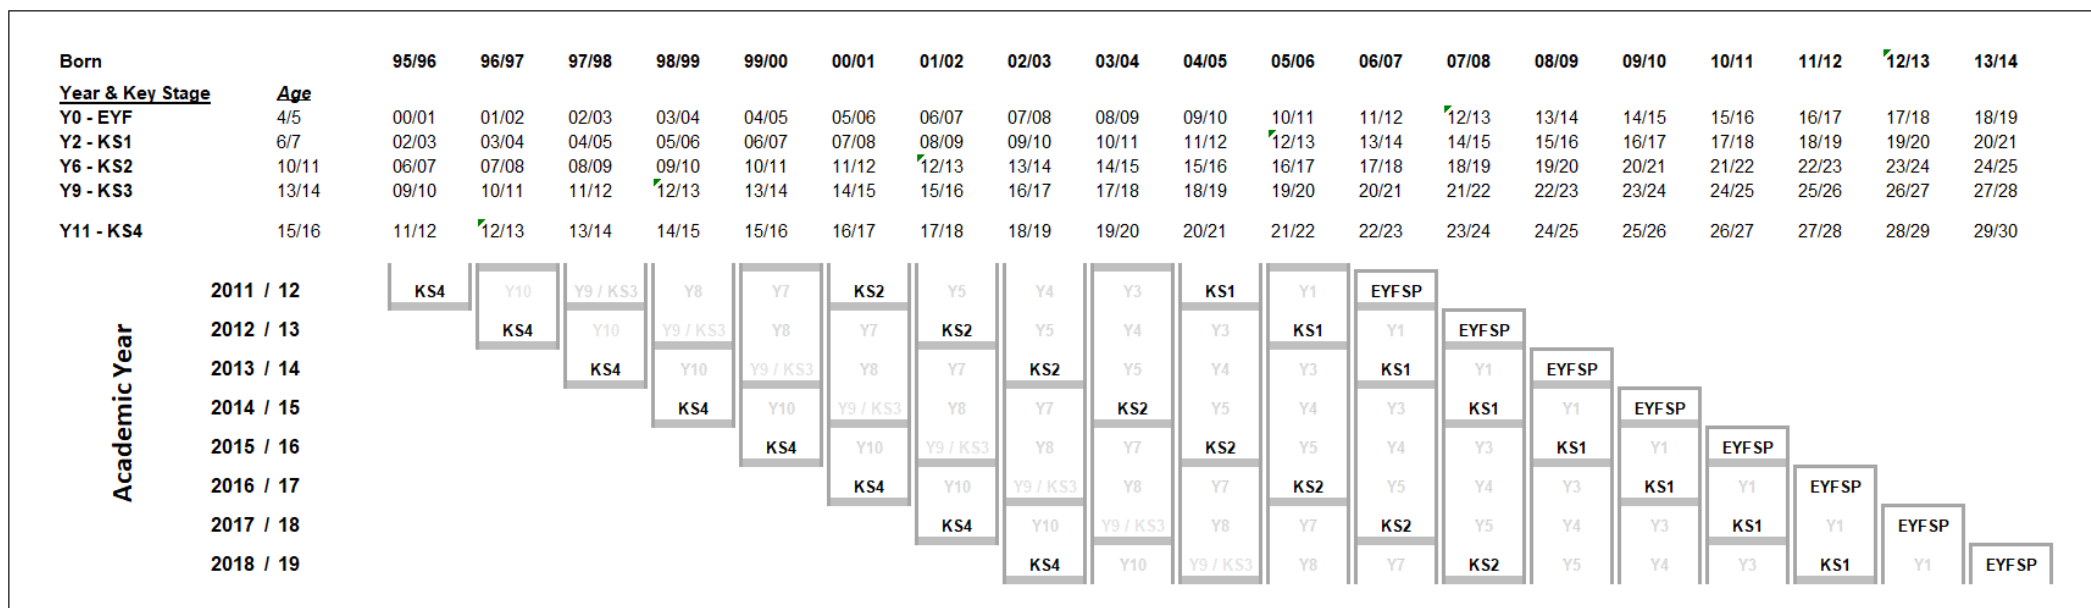 Born 95/96 96/97 97/98 98/99 99/00 00/01 01/02 02/03 03/04 04/05 05/06 06/07 07/08 08/09 09/10 10/11 11/12 12/13 13/14
Year & Key Stage Age
Y0 - EYF 4/5 00/01 01/02 02/03 03/04 04/05 05/06 06/07 07/08 08/09 09/10 10/11 11/12 12/13 13/14 14/15 15/16 16/17 17/18 18/19
Y2 - KS1 6/7 02/03 03/04 04/05 05/06 06/07 07/08 08/09 09/10 10/11 11/12 12/13 13/14 14/15 15/16 16/17 17/18 18/19 19/20 20/21
Y6 - KS2 10/11 06/07 07/08 08/09 09/10 10/11 11/12 12/13 13/14 14/15 15/16 16/17 17/18 18/19 19/20 20/21 21/22 22/23 23/24 24/25
Y9 - KS3 13/14 09/10 10/11 11/12 12/13 13/14 14/15 15/16 16/17 17/18 18/19 19/20 20/21 21/22 22/23 23/24 24/25 25/26 26/27 27/28
Y11 - KS4 15/16 11/12 12/13 13/14 14/15 15/16 16/17 17/18 18/19 19/20 20/21 21/22 22/23 23/24 24/25 25/26 26/27 27/28 28/29 29/30
Academic Year
2011 / 12 KS4 Y10 Y9 / KS3 Y8 Y7 KS2 Y5 Y4 Y3 KS1 Y1 EYFSP
2012 / 13 KS4 Y10 Y9 / KS3 Y8 Y7 KS2 Y5 Y4 Y3 KS1 Y1 EYFSP
2013 / 14 KS4 Y10 Y9 / KS3 Y8 Y7 KS2 Y5 Y4 Y3 KS1 Y1 EYFSP
2014 / 15 KS4 Y10 Y9 / KS3 Y8 Y7 KS2 Y5 Y4 Y3 KS1 Y1 EYFSP
2015 / 16 KS4 Y10 Y9 / KS3 Y8 Y7 KS2 Y5 Y4 Y3 KS1 Y1 EYFSP
2016 / 17 KS4 Y10 Y9 / KS3 Y8 Y7 KS2 Y5 Y4 Y3 KS1 Y1 EYFSP
2017 / 18 KS4 Y10 Y9 / KS3 Y8 Y7 KS2 Y5 Y4 Y3 KS1 Y1 EYFSP
2018 / 19 KS4 Y10 Y9 / KS3 Y8 Y7 KS2 Y5 Y4 Y3 KS1 Y1 EYFSP